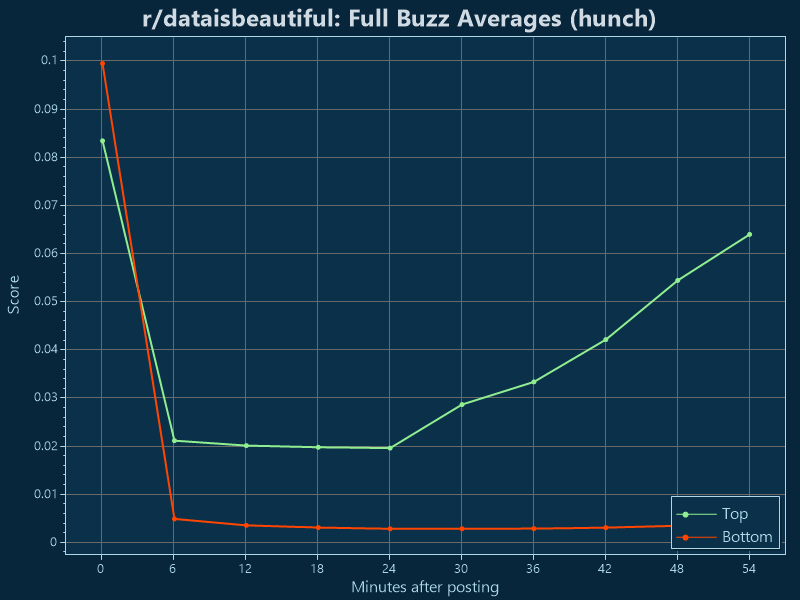 r/dataisbeautiful: Full Buzz Averages (hunch)
0.1
0.09
0.08
0.07
0.06
0.05
0.04
0.03
0.02
0.01
0
Score
Top
Bottom
0 6 12 18 24 30 36 42 48 54
Minutes after posting